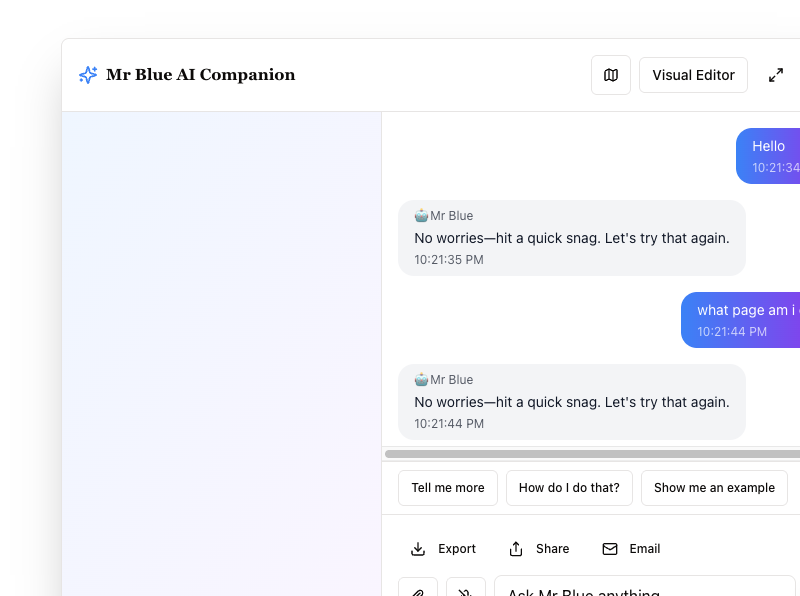 Mr Blue AI Companion
Visual Editor
Hello
10:21:34
Mr Blue
No worries—hit a quick snag. Let's try that again.
10:21:35 PM
what page am i
10:21:44 PM
Mr Blue
No worries—hit a quick snag. Let's try that again.
10:21:44 PM
Tell me more
How do I do that?
Show me an example
Export
Share
Email
Ask Mr Blue anything